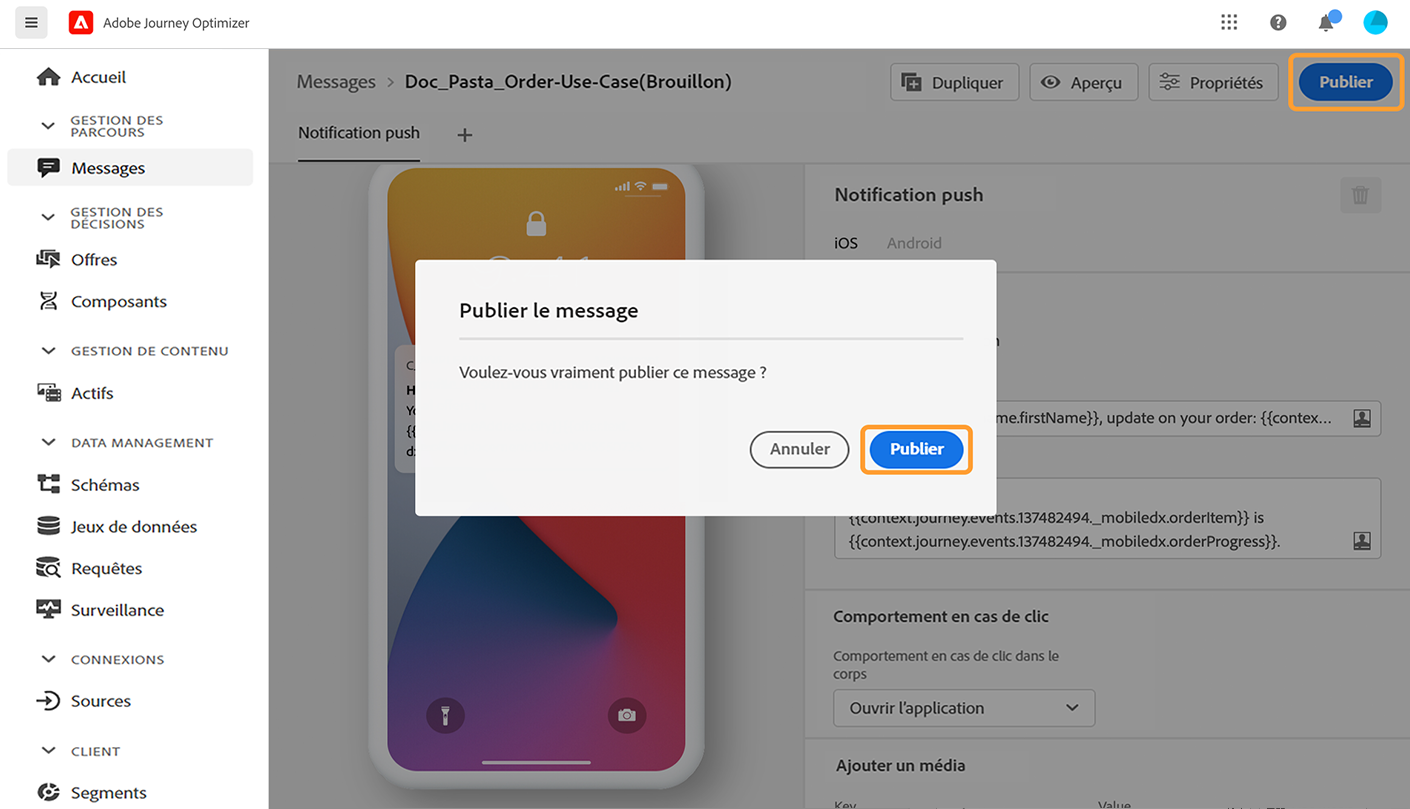 Adobe Journey Optimizer
Accueil
GESTION DES
PARCOURS
Messages
GESTION DES
DÉCISIONS
Offres
Composants
GESTION DE CONTENU
Actifs
DATA MANAGEMENT
Schémas
Jeux de données
Requêtes
Surveillance
CONNEXIONS
Sources
CLIENT
Segments
Messages > Doc_Pasta_Order-Use-Case(Brouillon)
Dupliquer
Aperçu
Propriétés
Publier
Notification push
Notification push
iOS Android
Publier le message
Voulez-vous vraiment publier ce message ?
Annuler
Publier
me.firstName}}, update on your order: {{contex...
{{context.journey.events.137482494._mobiledx.orderItem}} is
{{context.journey.events.137482494._mobiledx.orderProgress}}.
Comportement en cas de clic
Comportement en cas de clic dans le
corps
Ouvrir l'application
Ajouter un média
Key Value